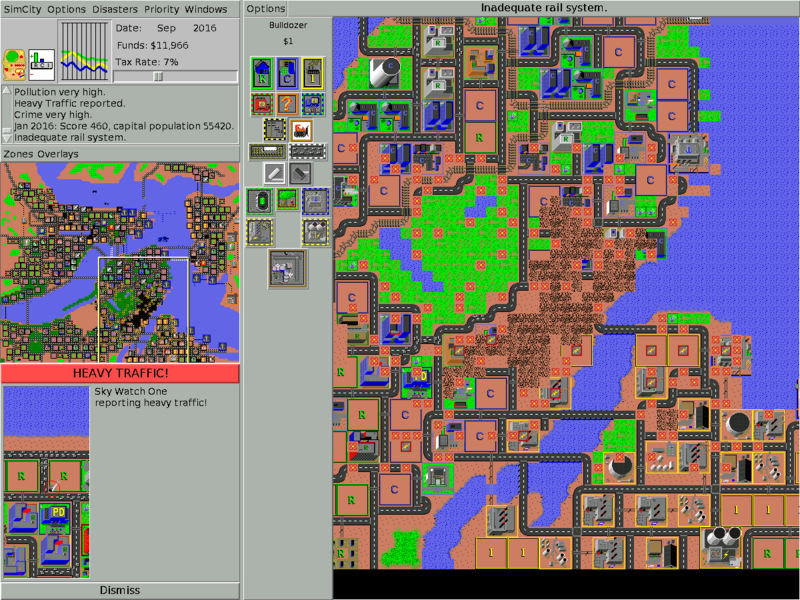 SimCity Options Disasters Priority Windows
Date: Sep 2016
Funds: $11,966
Tax Rate: 7%
Pollution very high.
Heavy Traffic reported.
Crime very high.
Jan 2016: Score 460, capital population 55420.
Inadequate rail system.
Zones Overlays
HEAVY TRAFFIC!
Sky Watch One
reporting heavy traffic!
R R
PD
Dismiss
Options
Bulldozer
$1
R C I
Inadequate rail system.
C
C
C
C
R
C
C
C
C
C
R
PD
C
R
C
C
C
R
C
R
C
I I
I I
R R
R